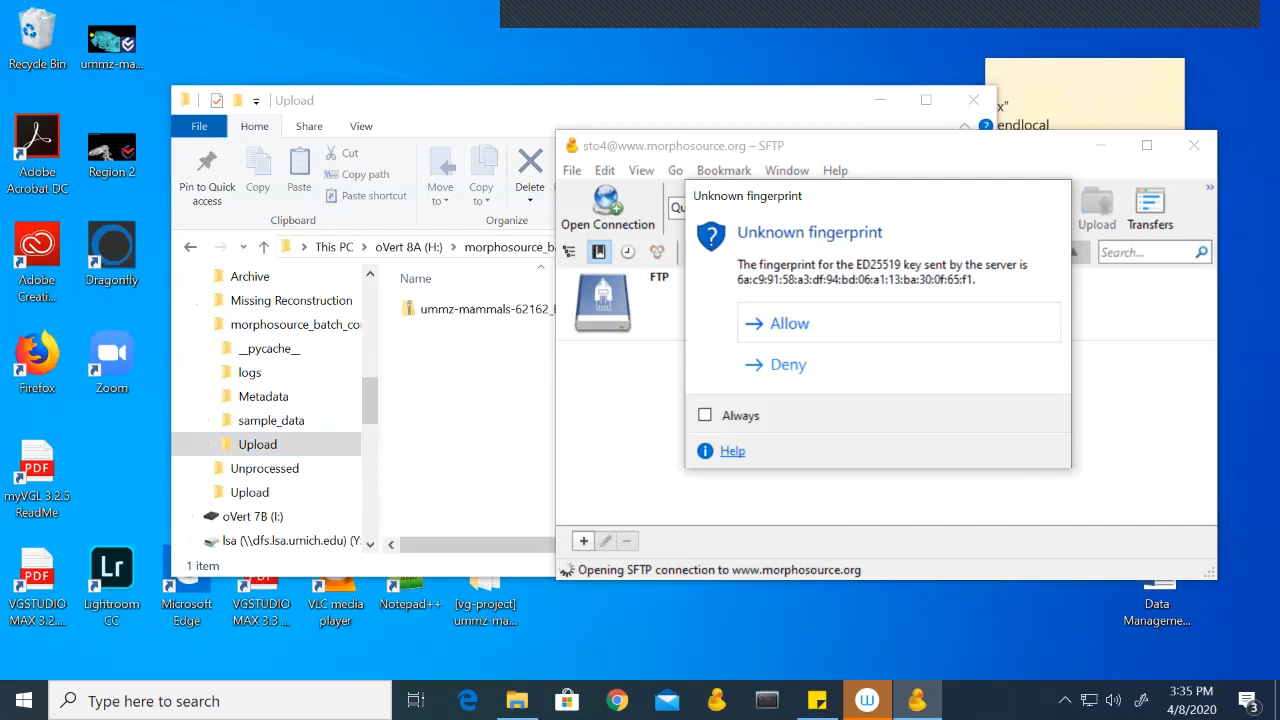 Recycle Bin
ummz-ma...
Adobe Acrobat DC
Region 2
Adobe Creati...
Dragonfly
Firefox
Zoom
myVGL 3.2.5 ReadMe
VGSTUDIO MAX 3.2....
Lightroom CC
Microsoft Edge
VGSTUDIO MAX 3.3 ...
VLC media player
Notepad++
[vg-project] ummz-ma...
Data Manageme...
x"
endlocal
Upload
File Home Share View
Pin to Quick access
Copy
Paste
Cut
Copy path
Paste shortcut
Move to
Copy to
Delete
Clipboard
Organize
This PC > oVert 8A (H:) > morphosource_ba
Archive
Missing Reconstruction
morphosource_batch_co
__pycache__
logs
Metadata
sample_data
Upload
Unprocessed
Upload
oVert 7B (I:)
lsa (\\dfs.lsa.umich.edu) (Y:
Name
ummz-mammals-62162_
1 item
sto4@www.morphosource.org – SFTP
File Edit View Go Bookmark Window Help
Open Connection
Qu
Upload
Transfers
Search...
FTP
Unknown fingerprint
Unknown fingerprint
The fingerprint for the ED25519 key sent by the server is
6a:c9:91:58:a3:df:94:bd:06:a1:13:ba:30:0f:65:f1.
Allow
Deny
Always
Help
Opening SFTP connection to www.morphosource.org
Type here to search
3:35 PM
4/8/2020
3